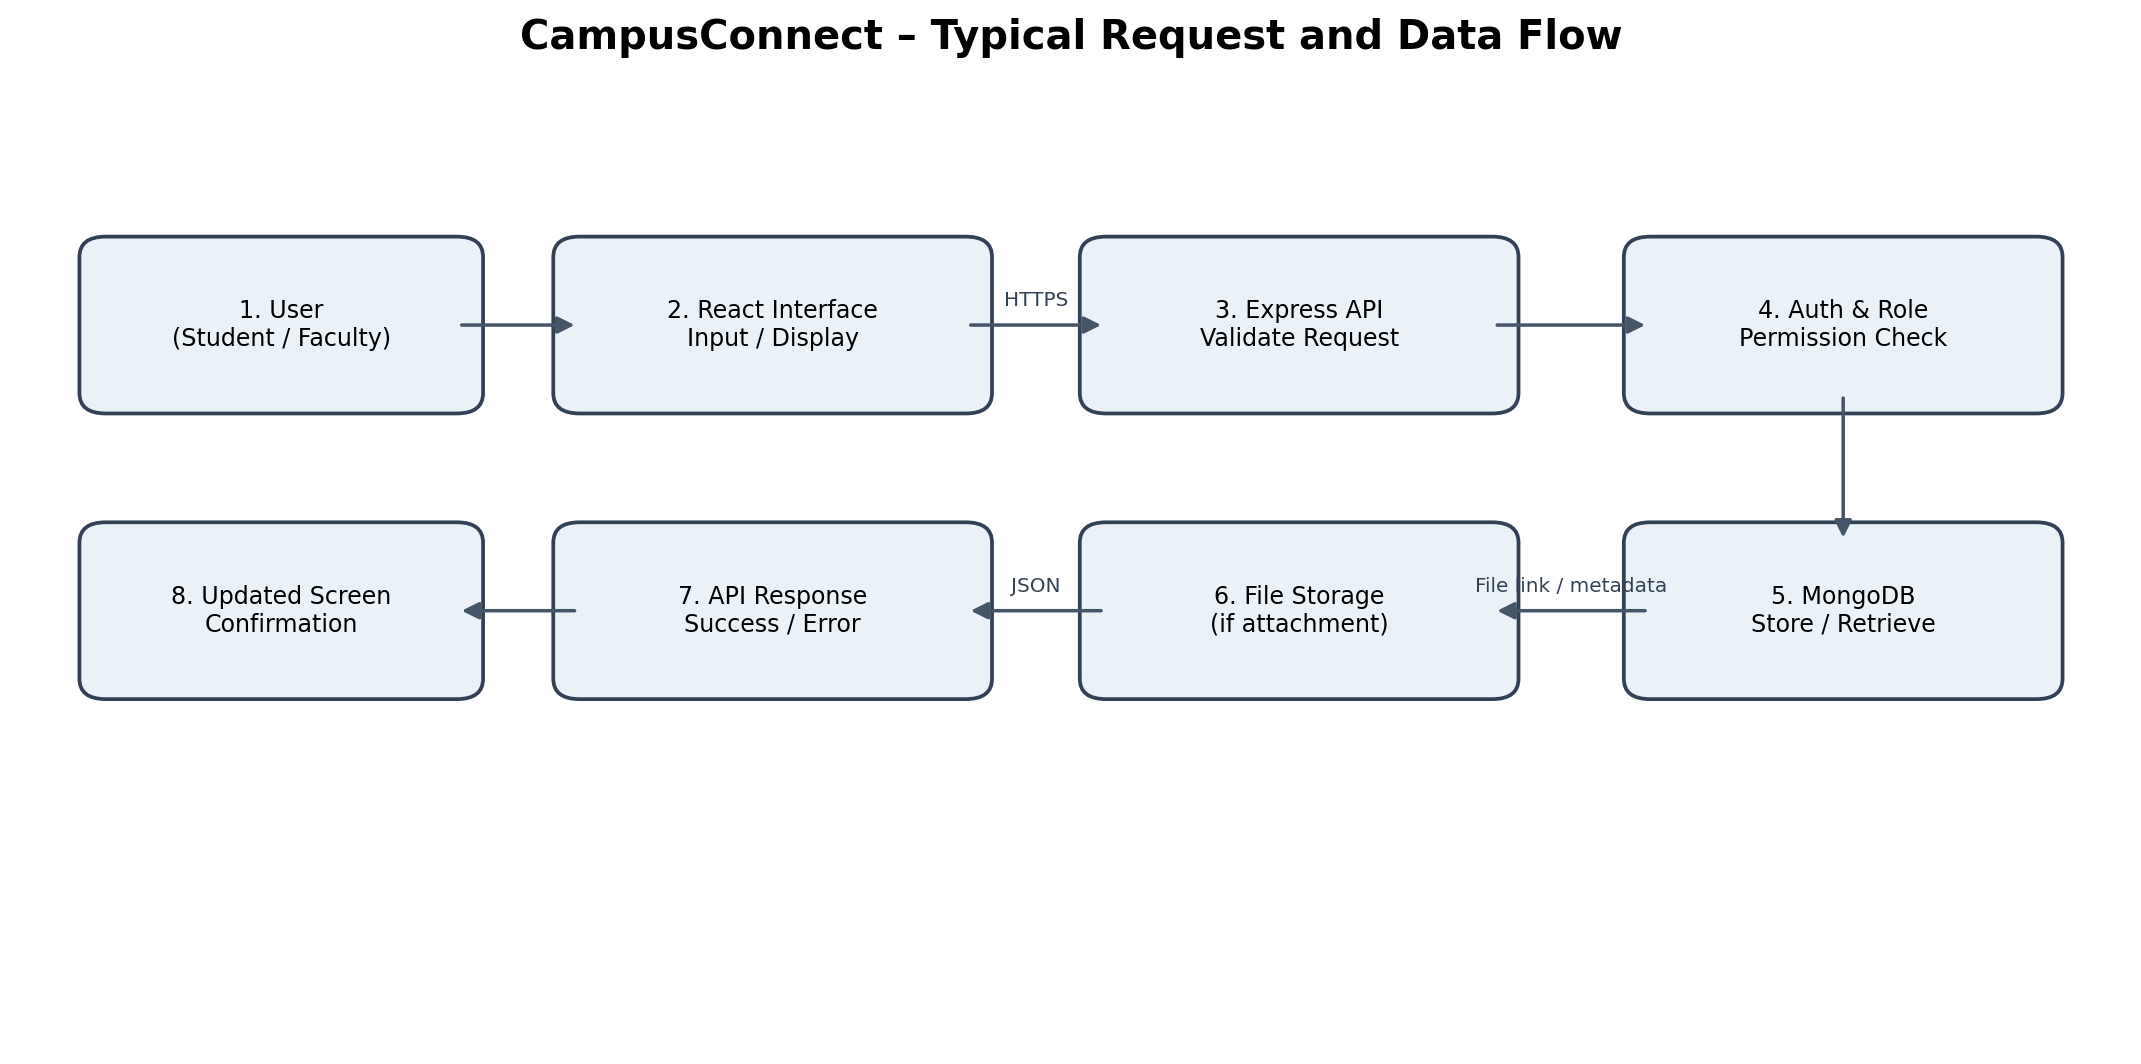 CampusConnect – Typical Request and Data Flow
1. User
(Student / Faculty)
2. React Interface
Input / Display
HTTPS
3. Express API
Validate Request
4. Auth & Role
Permission Check
5. MongoDB
Store / Retrieve
File link / metadata
6. File Storage
(if attachment)
JSON
7. API Response
Success / Error
8. Updated Screen
Confirmation